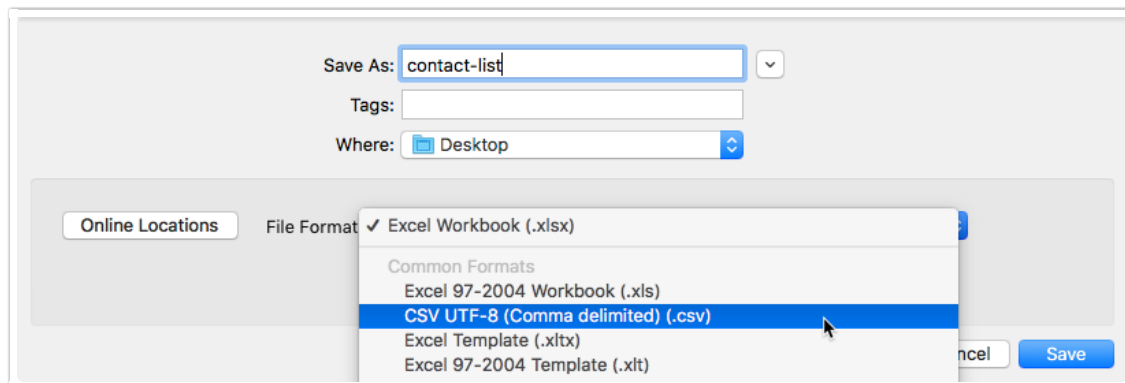 Save As: contact-list
Tags:
Where: Desktop
Online Locations File Format ✓ Excel Workbook (.xlsx)
Common Formats
Excel 97-2004 Workbook (.xls)
CSV UTF-8 (Comma delimited) (.csv)
Excel Template (.xltx)
Excel 97-2004 Template (.xlt)
ncel Save